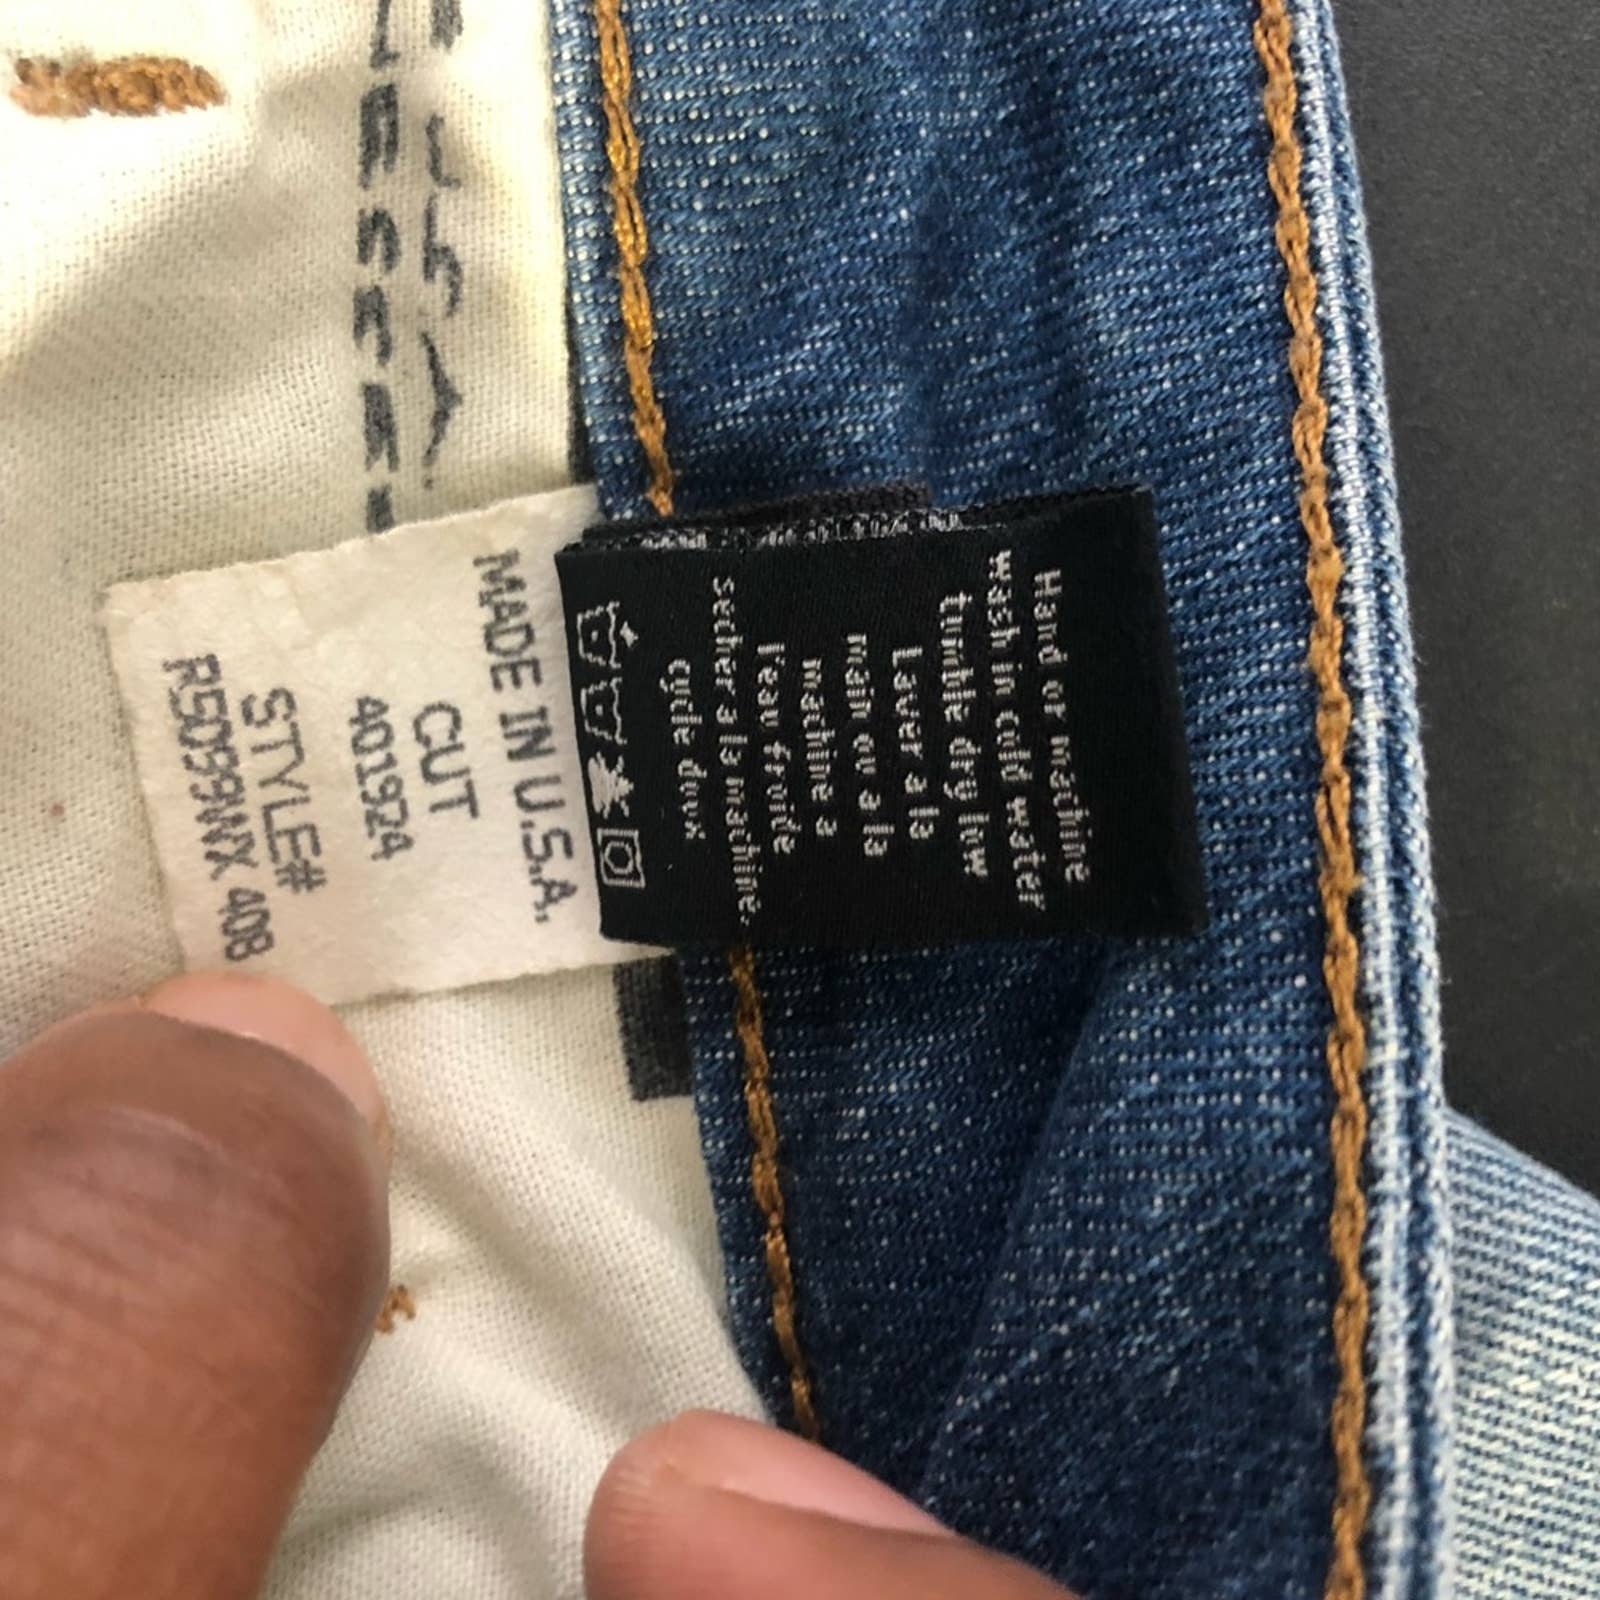 MADE IN U.S.A.
CUT
401924
STYLE#
R5D99WNX 408
Hand or machine
wash in cold water
tumble dry low
Laver a la
main ou a la
machine a
l'eau froide
secher a la machine.
cycle doux